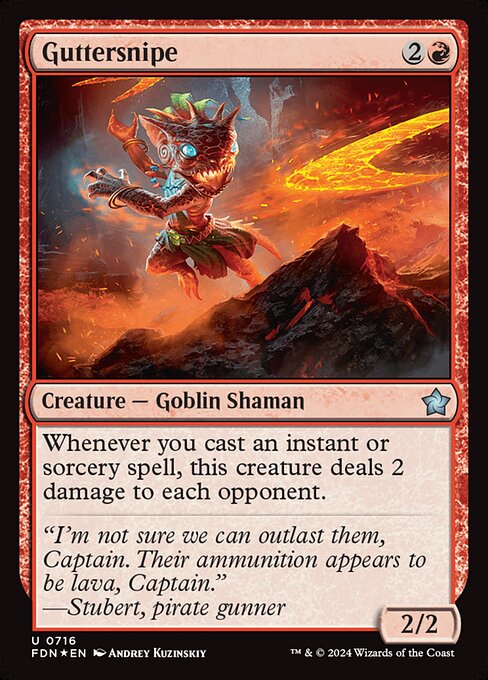 Guttersnipe 2
Creature — Goblin Shaman
Whenever you cast an instant or
sorcery spell, this creature deals 2
damage to each opponent.
“I’m not sure we can outlast them,
Captain. Their ammunition appears to
be lava, Captain.”
—Stubert, pirate gunner
2/2
U 0716
FDN★EN Andrey Kuzinskiy
™ & © 2024 Wizards of the Coast